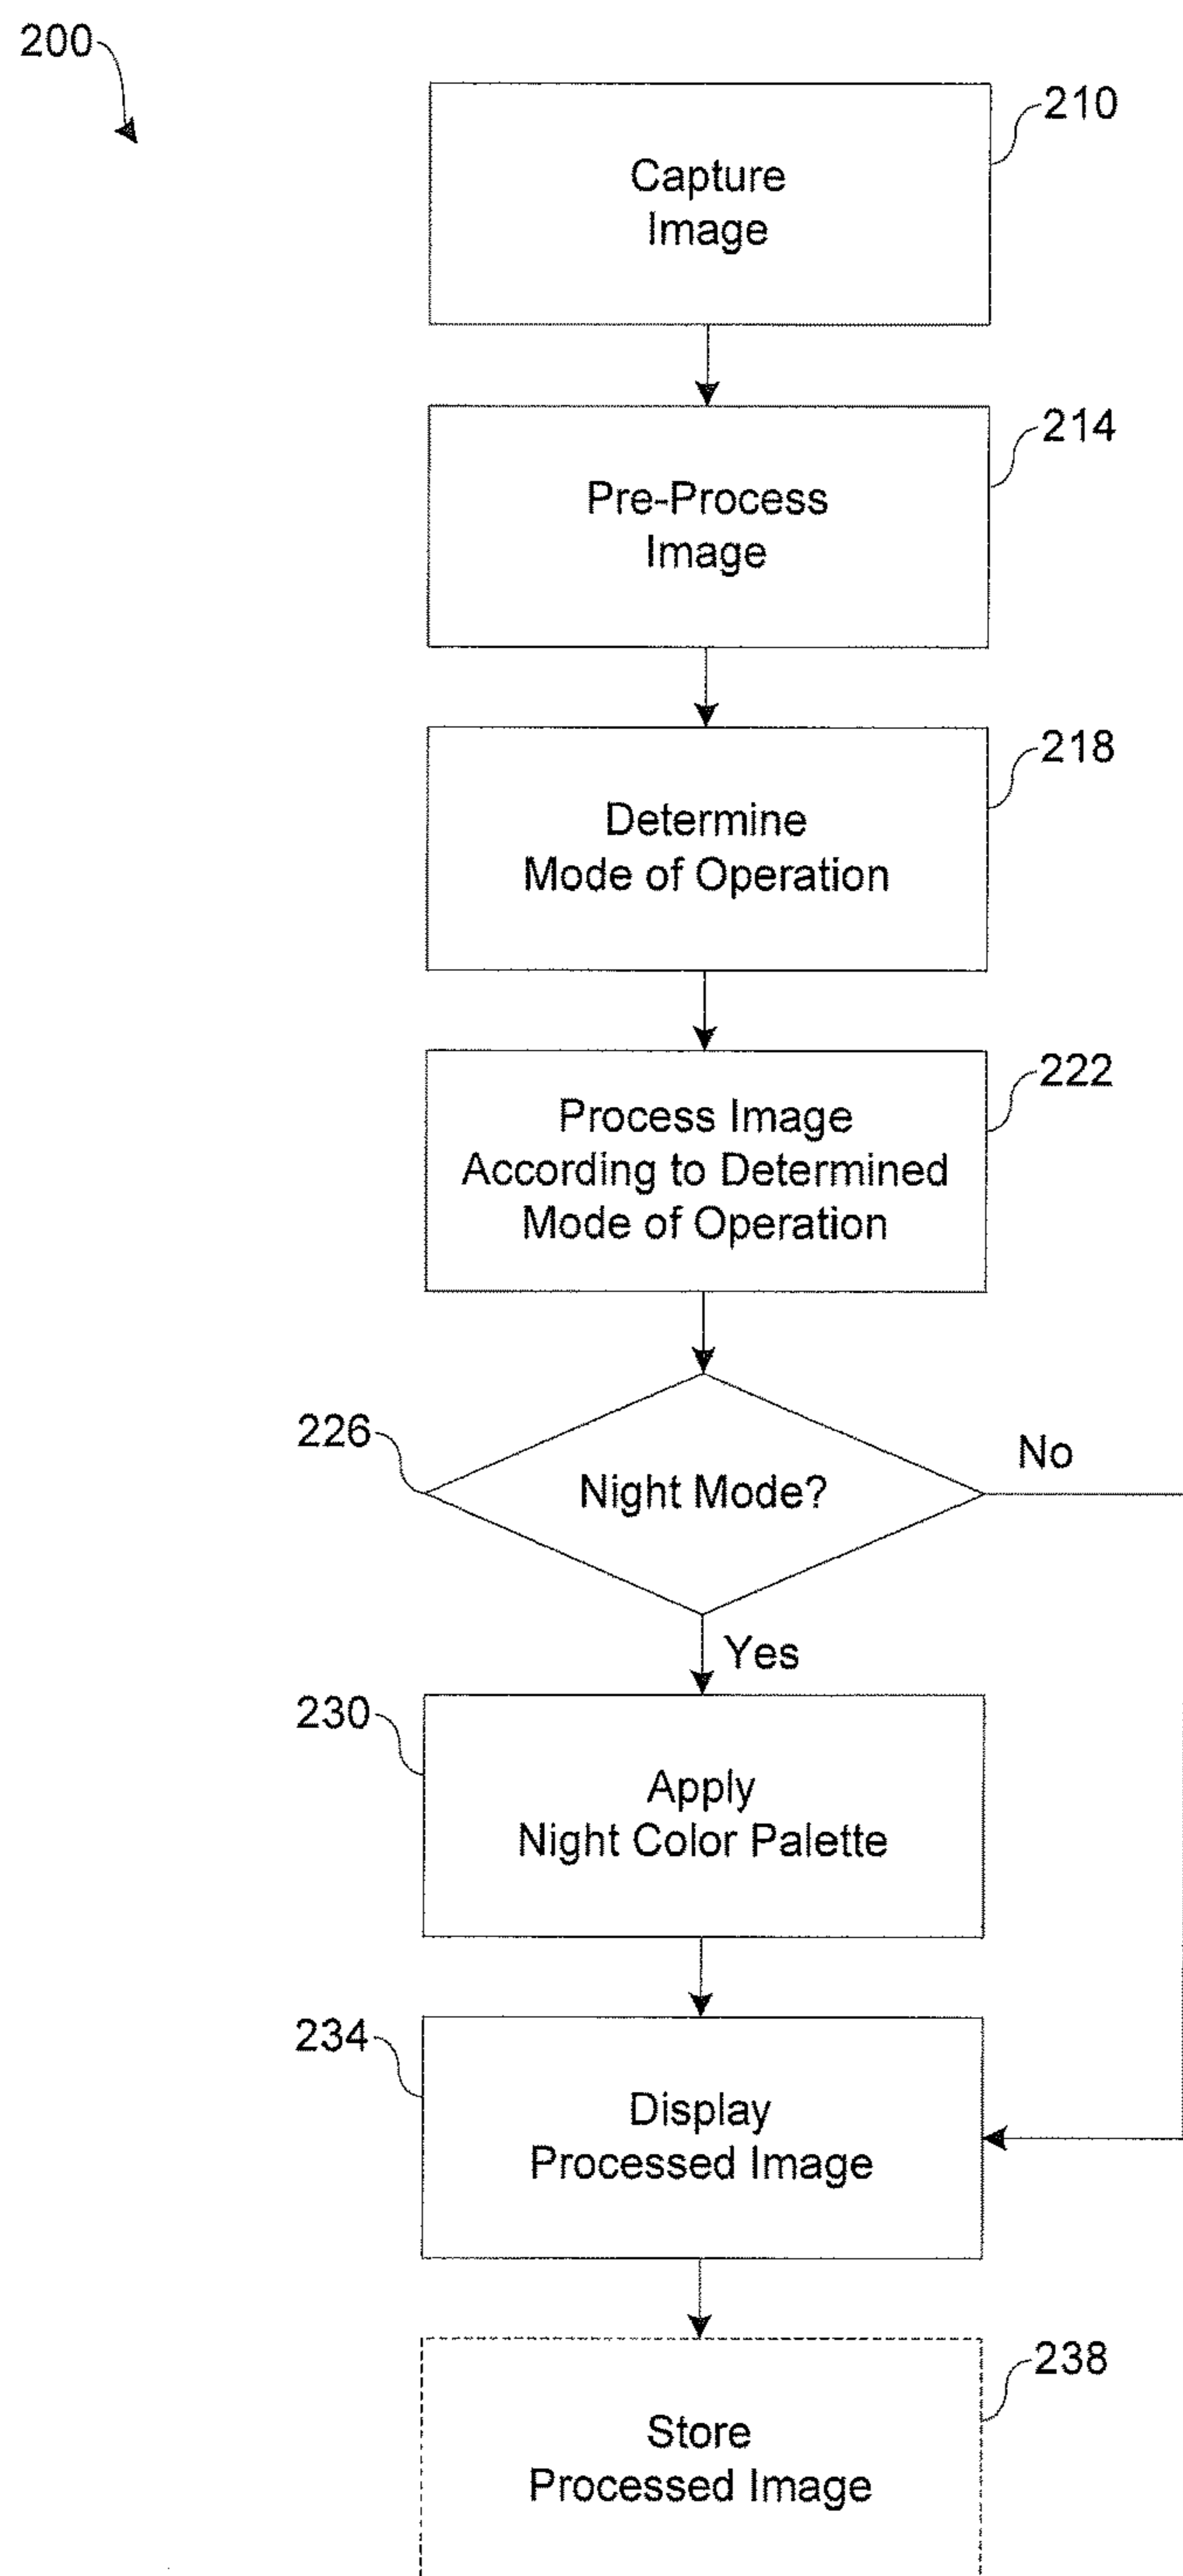 200
210
Capture
Image
214
Pre-Process
Image
218
Determine
Mode of Operation
222
Process Image
According to Determined
Mode of Operation
226
Night Mode?
No
Yes
230
Apply
Night Color Palette
234
Display
Processed Image
238
Store
Processed Image